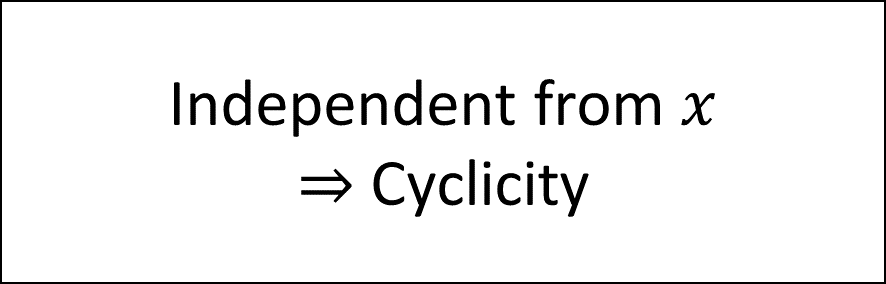 Independent from 𝑥
⇒ Cyclicity